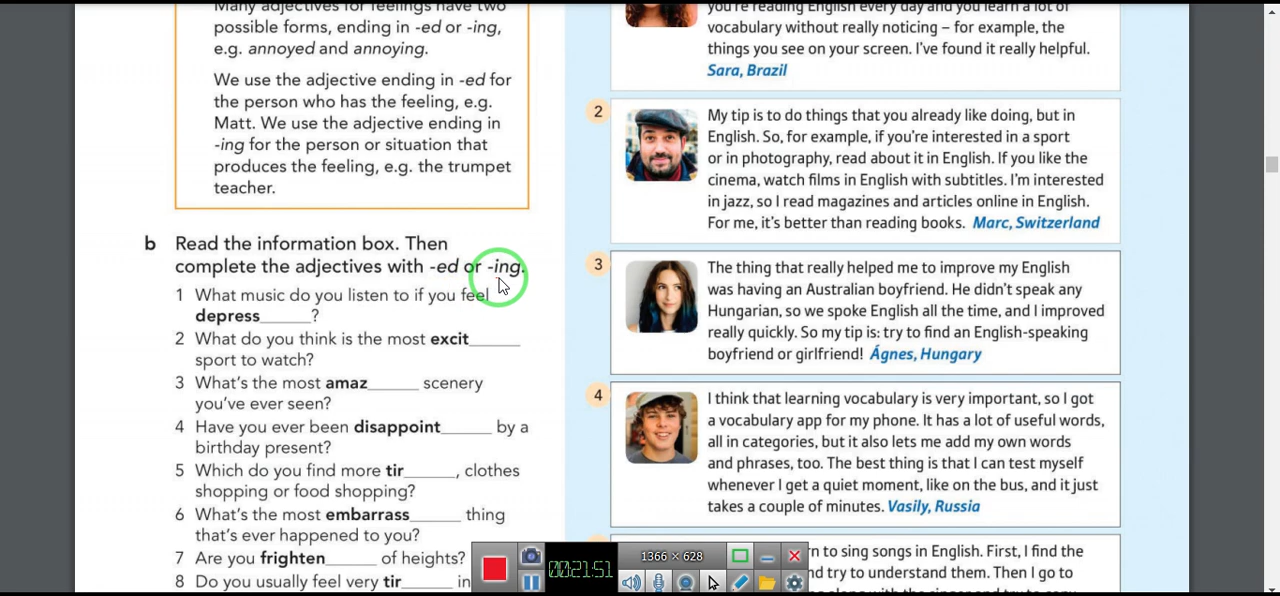 Many adjectives for feelings have two
possible forms, ending in -ed or -ing,
e.g. annoyed and annoying.
We use the adjective ending in -ed for
the person who has the feeling, e.g.
Matt. We use the adjective ending in
-ing for the person or situation that
produces the feeling, e.g. the trumpet
teacher.
b Read the information box. Then
complete the adjectives with -ed or -ing.
1 What music do you listen to if you feel
depress______?
2 What do you think is the most excit______
sport to watch?
3 What's the most amaz______ scenery
you've ever seen?
4 Have you ever been disappoint______ by a
birthday present?
5 Which do you find more tir______, clothes
shopping or food shopping?
6 What's the most embarrass______ thing
that's ever happened to you?
7 Are you frighten______ of heights?
8 Do you usually feel very tir______ in
you're reading English every day and you learn a lot of
vocabulary without really noticing – for example, the
things you see on your screen. I've found it really helpful.
Sara, Brazil
2 My tip is to do things that you already like doing, but in
English. So, for example, if you're interested in a sport
or in photography, read about it in English. If you like the
cinema, watch films in English with subtitles. I'm interested
in jazz, so I read magazines and articles online in English.
For me, it's better than reading books. Marc, Switzerland
3 The thing that really helped me to improve my English
was having an Australian boyfriend. He didn't speak any
Hungarian, so we spoke English all the time, and I improved
really quickly. So my tip is: try to find an English-speaking
boyfriend or girlfriend! Ágnes, Hungary
4 I think that learning vocabulary is very important, so I got
a vocabulary app for my phone. It has a lot of useful words,
all in categories, but it also lets me add my own words
and phrases, too. The best thing is that I can test myself
whenever I get a quiet moment, like on the bus, and it just
takes a couple of minutes. Vasily, Russia
to sing songs in English. First, I find the
try to understand them. Then I go to
along with the singer and try to copy
00:21:51
1366 × 628